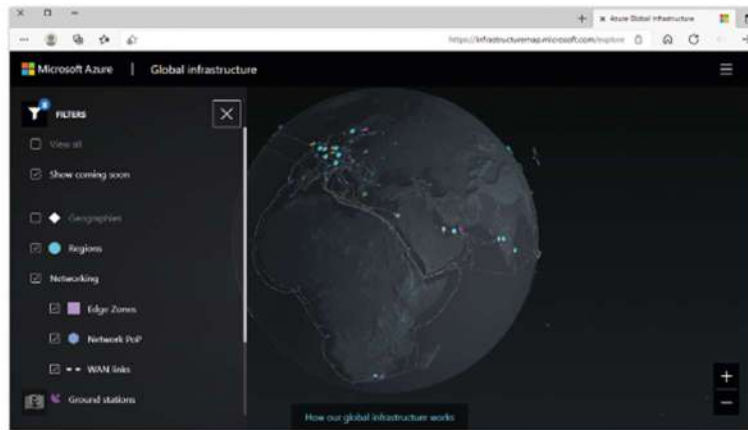 Azure Global Infrastructure
https://infrastructuremap.microsoft.com/explore
Microsoft Azure | Global infrastructure
FILTERS
View all
Show coming soon
Geographies
Regions
Networking
Edge Zones
Network PoP
WAN links
Ground stations
How our global infrastructure works